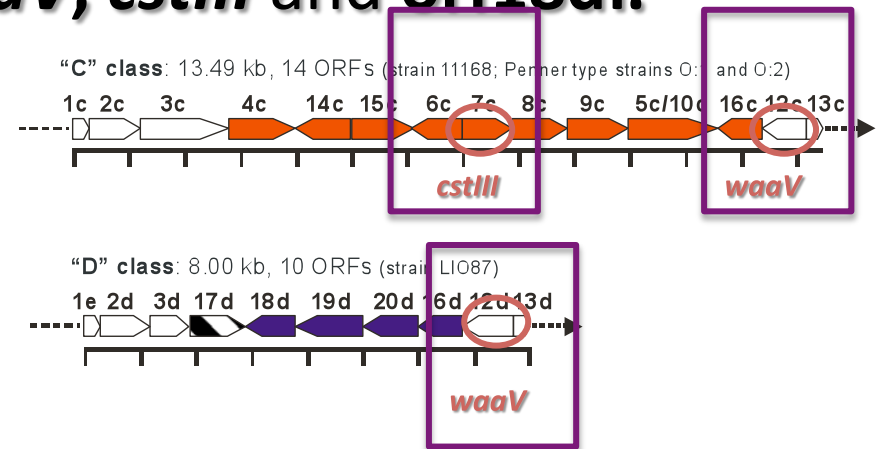 cstIII and
"C" class: 13.49 kb, 14 ORFs (strain 11168; Penner type strains O: and O:2)
1c 2c 3c 4c 14c 15c 6c 7c 8c 9c 5c/10c 16c 12c 13c
cstIII waaV
"D" class: 8.00 kb, 10 ORFs (strain LIO87)
1e 2d 3d 17d 18d 19d 20d 16d 12d 13d
waaV